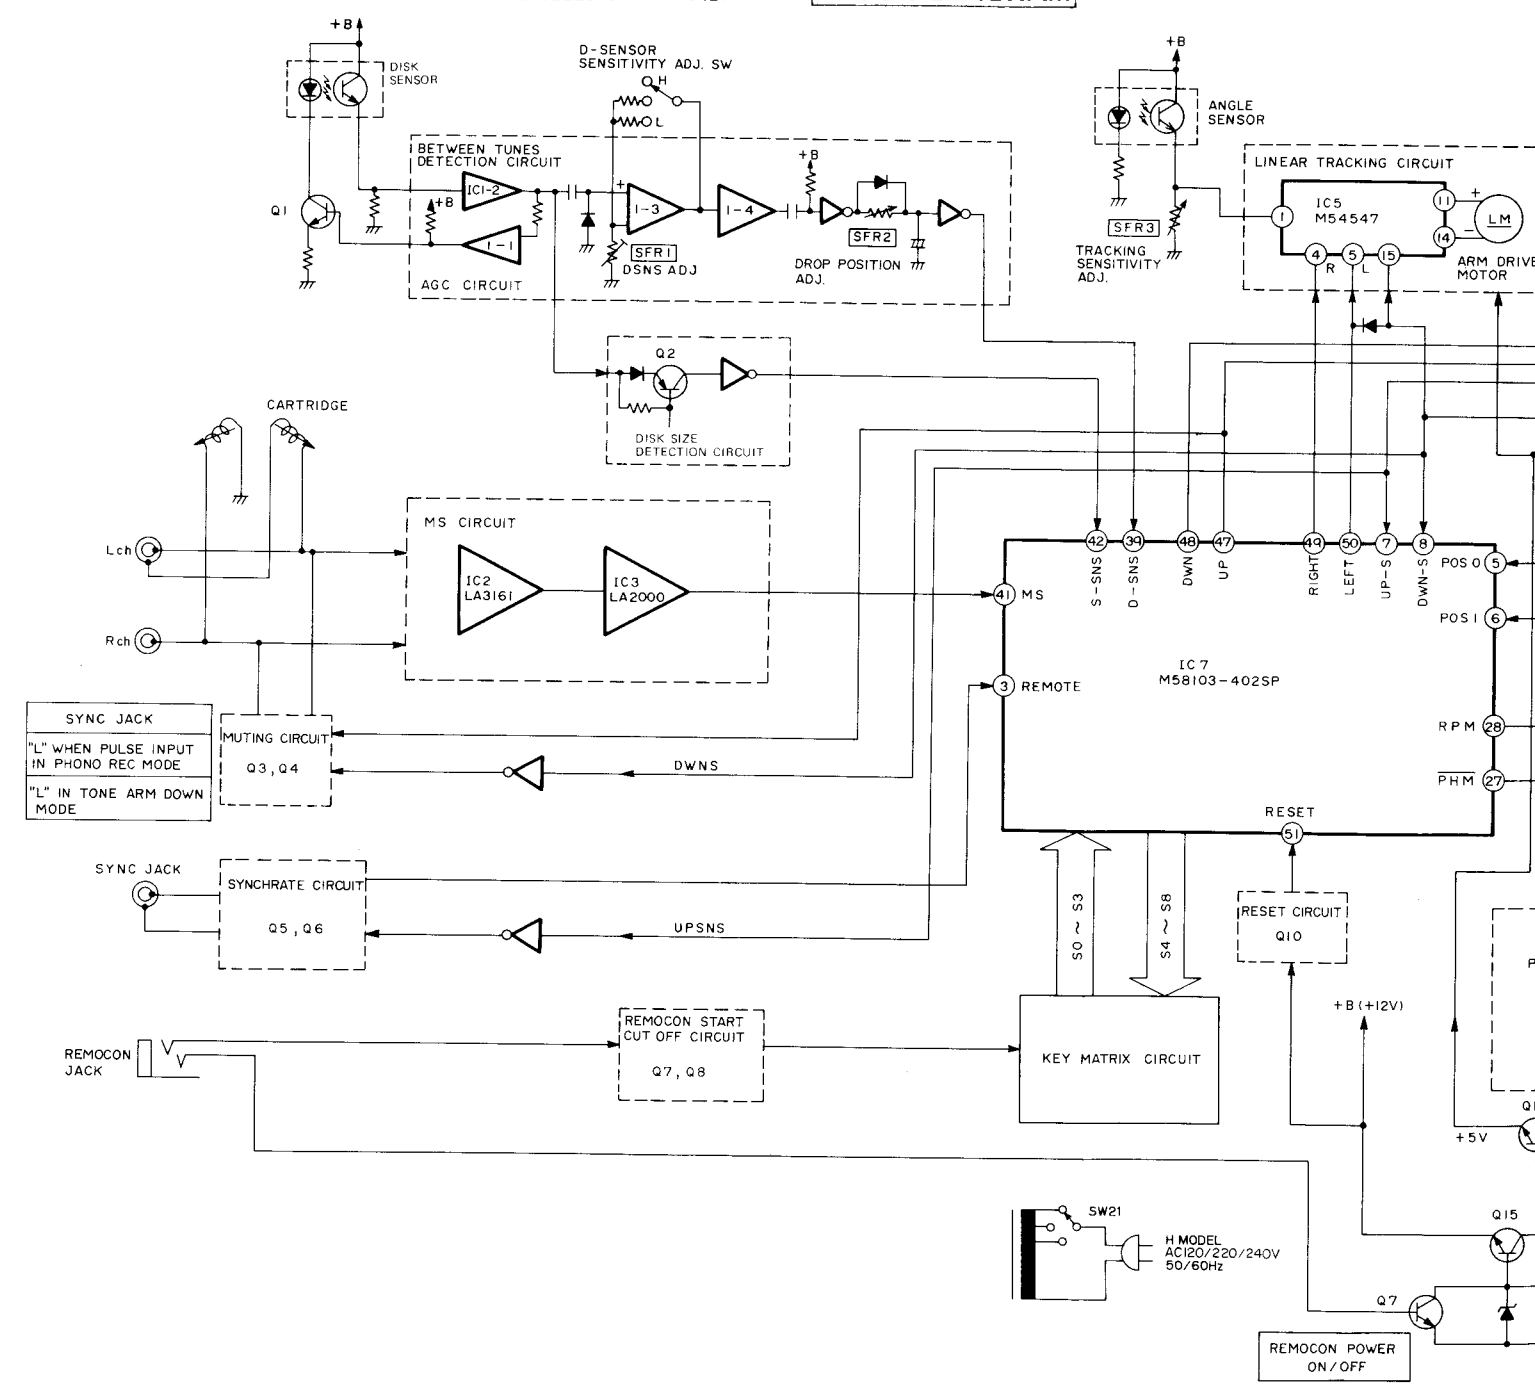 +B
DISK
SENSOR
D-SENSOR
SENSITIVITY ADJ. SW
H
L
+B
ANGLE
SENSOR
BETWEEN TUNES
DETECTION CIRCUIT
IC1-2
+B
Q1
1-1
+
1-3
1-4
+B
SFR1
DSNS ADJ
SFR2
DROP POSITION
ADJ.
AGC CIRCUIT
SFR3
TRACKING
SENSITIVITY
ADJ.
LINEAR TRACKING CIRCUIT
IC5
M54547
1
11
+
LM
14
−
4
R
5
L
15
ARM DRIVE
MOTOR
Q2
DISK SIZE
DETECTION CIRCUIT
CARTRIDGE
Lch
Rch
MS CIRCUIT
IC2
LA3161
IC3
LA2000
42
39
48
47
49
50
7
8
S-SNS
D-SNS
DWN
UP
RIGHT
LEFT
UP-S
DWN-S
POS 0
5
POS 1
6
41
MS
3
REMOTE
IC7
M58103-402SP
RPM
28
PHM
27
RESET
51
SYNC JACK
"L" WHEN PULSE INPUT
IN PHONO REC MODE
"L" IN TONE ARM DOWN
MODE
MUTING CIRCUIT
Q3, Q4
DWNS
SYNC JACK
SYNCHRATE CIRCUIT
Q5, Q6
UPSNS
S0 ~ S3
S4 ~ S8
RESET CIRCUIT
Q10
+B (+12V)
REMOCON
JACK
REMOCON START
CUT OFF CIRCUIT
Q7, Q8
KEY MATRIX CIRCUIT
+5V
SW21
H MODEL
AC120/220/240V
50/60Hz
Q15
Q7
REMOCON POWER
ON/OFF